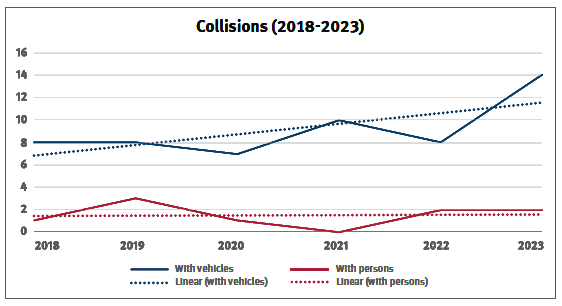 Collisions (2018-2023)
16
14
12
10
8
6
4
2
0
2018 2019 2020 2021 2022 2023
With vehicles With persons
Linear (with vehicles) Linear (with persons)